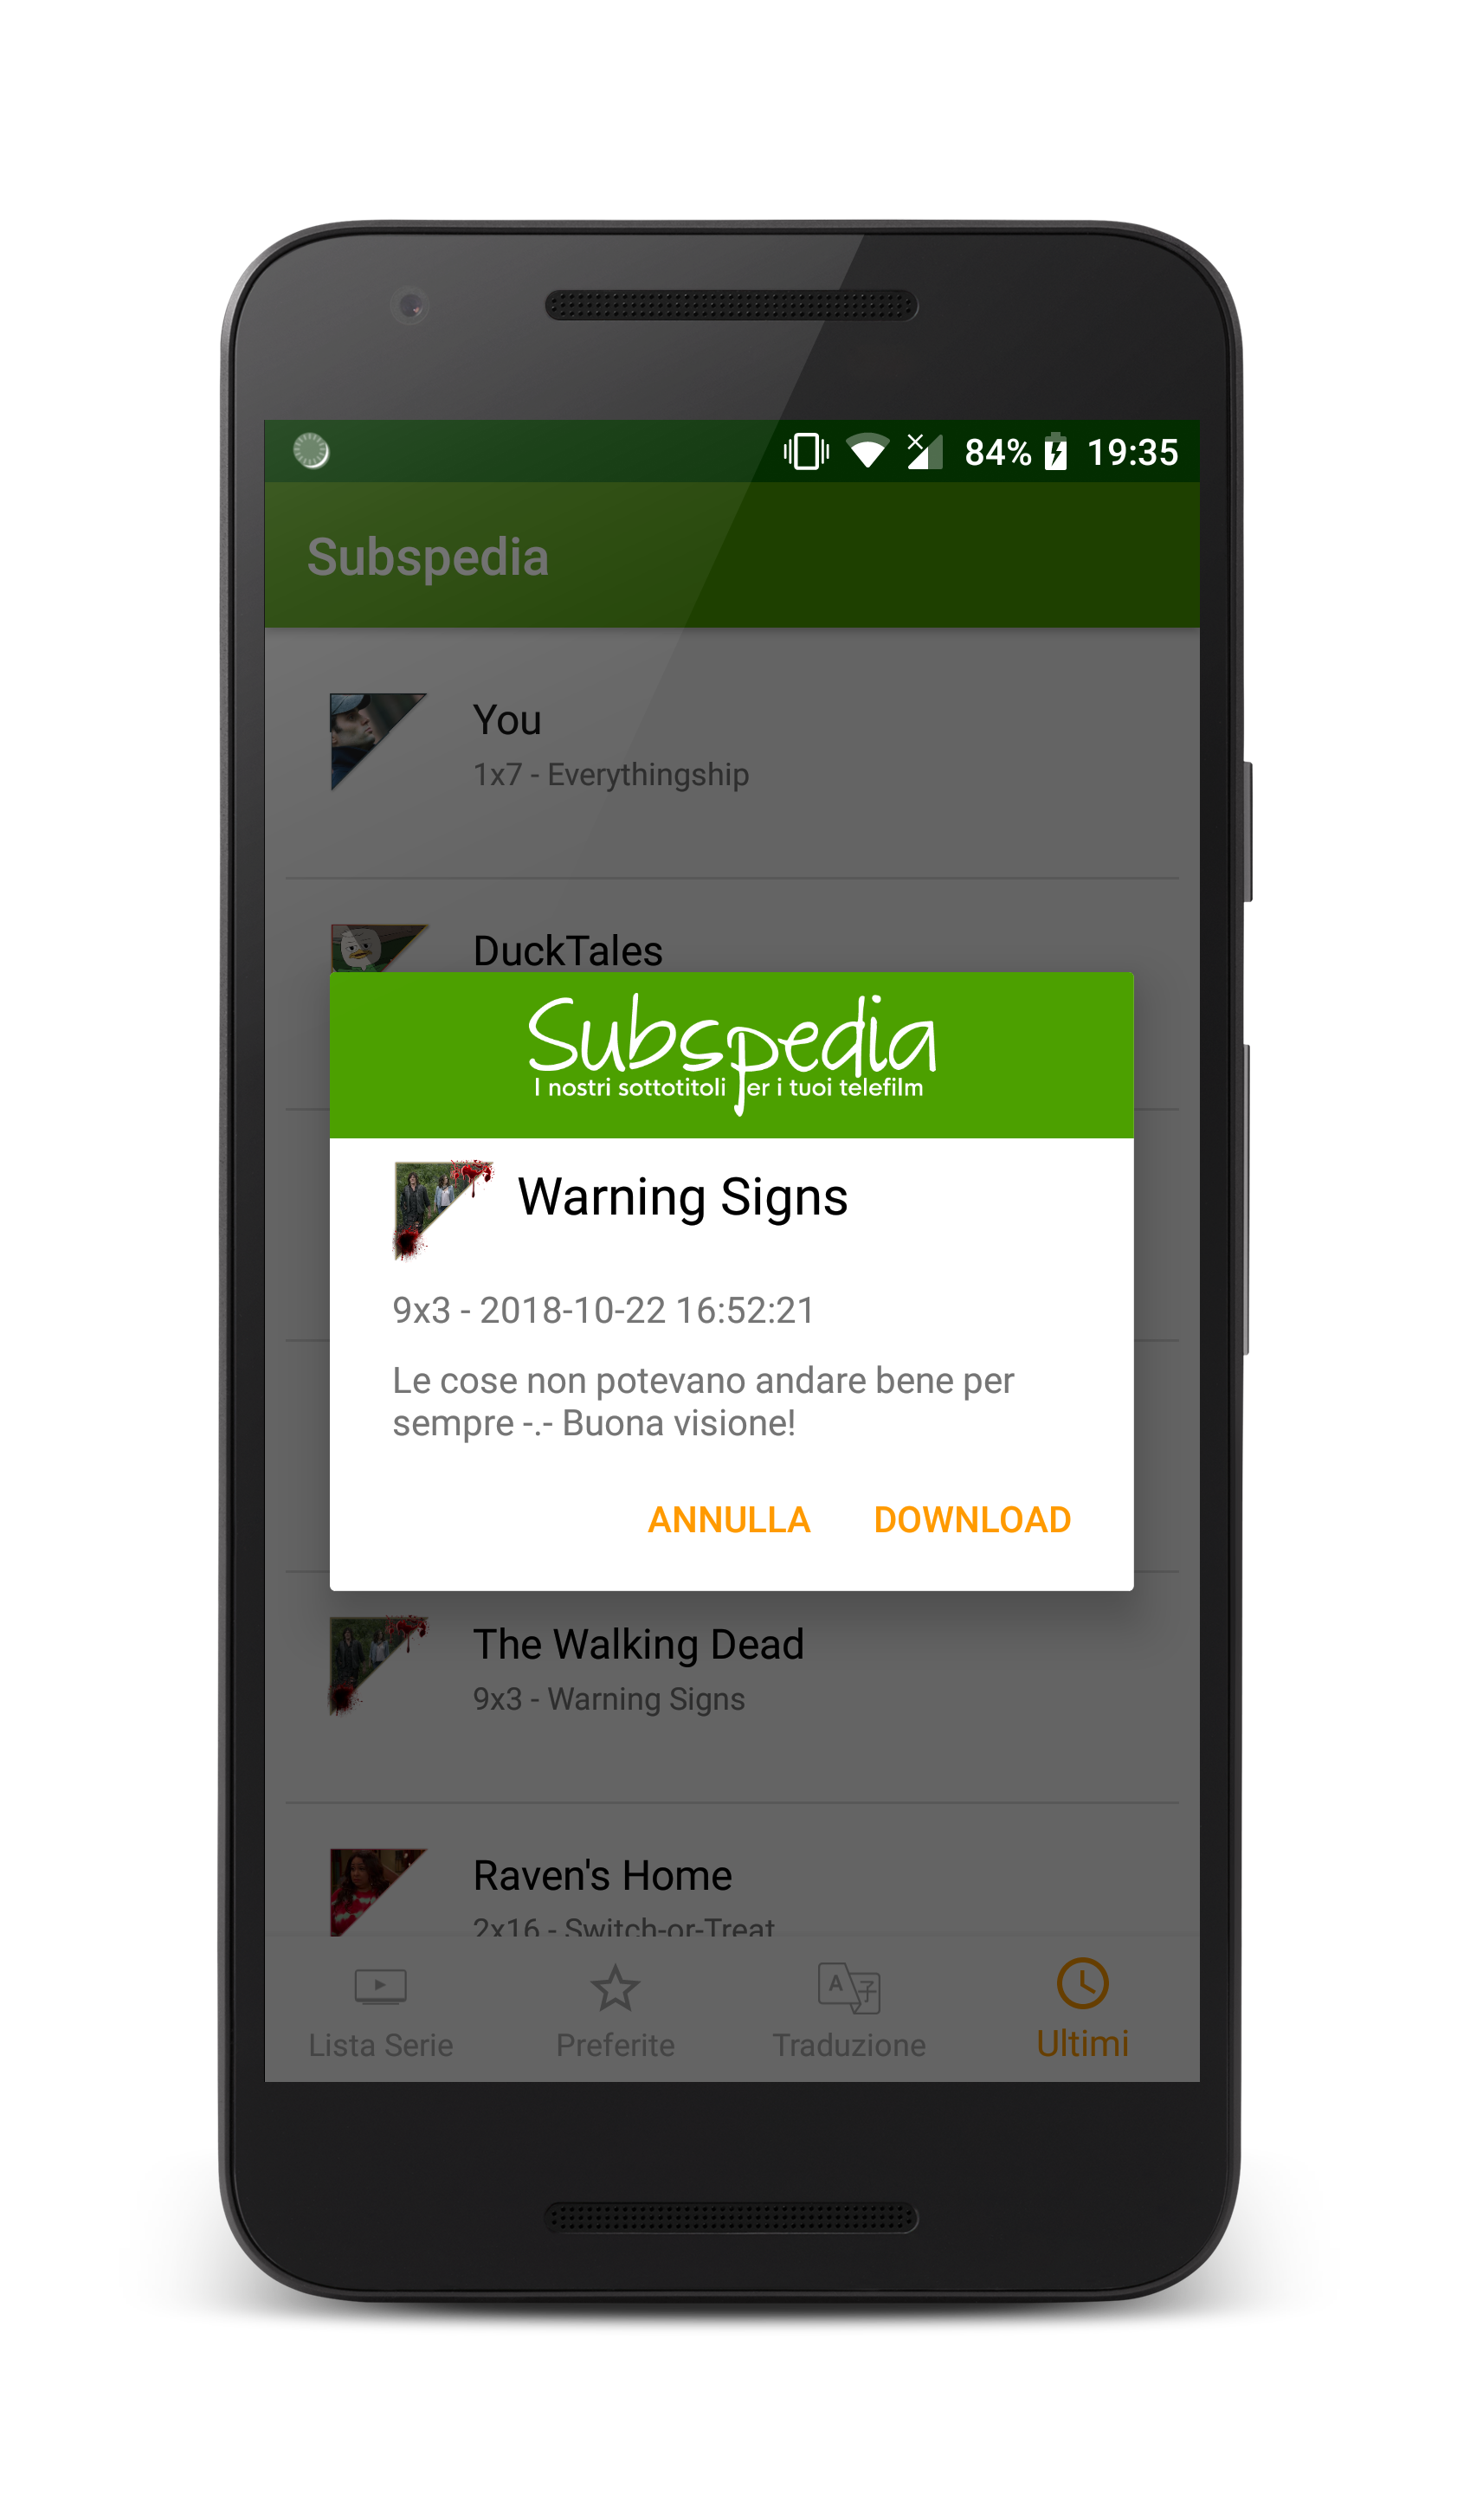 84% 19:35
Subspedia
You
1x7 - Everythingship
DuckTales
Subspedia
I nostri sottotitoli per i tuoi telefilm
Warning Signs
9x3 - 2018-10-22 16:52:21
Le cose non potevano andare bene per
sempre -.- Buona visione!
ANNULLA DOWNLOAD
The Walking Dead
9x3 - Warning Signs
Raven's Home
2x16 - Switch-or-Treat
A 子
Lista Serie Preferite Traduzione Ultimi